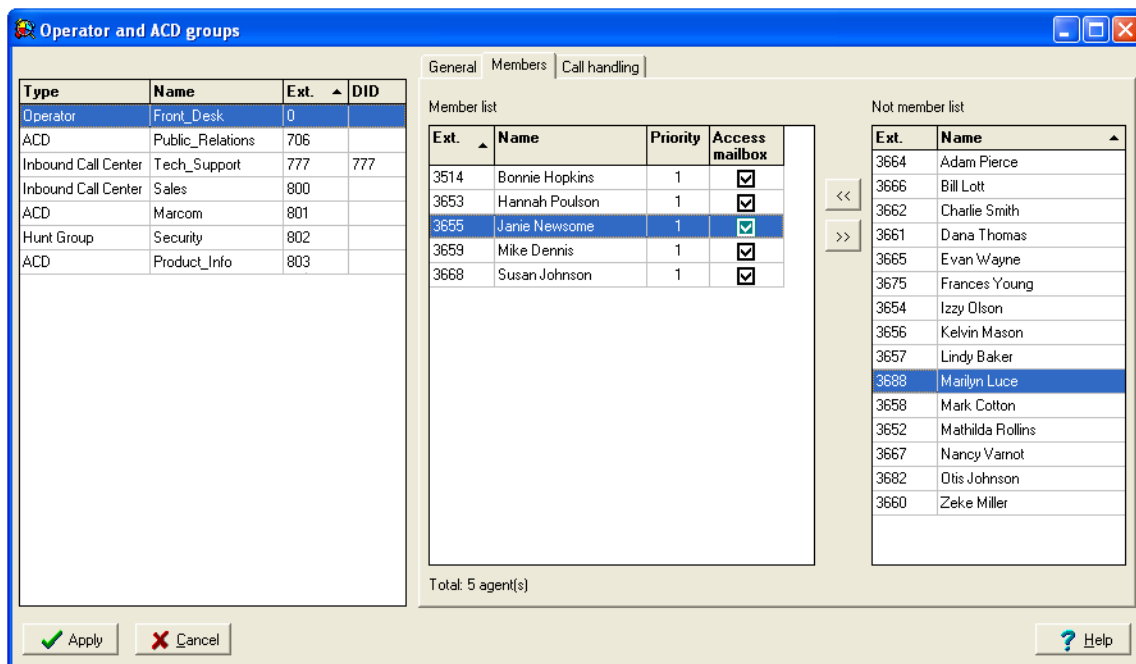 Operator and ACD groups
General Members Call handling
Type Name Ext. DID
Operator Front_Desk 0
ACD Public_Relations 706
Inbound Call Center Tech_Support 777 777
Inbound Call Center Sales 800
ACD Marcom 801
Hunt Group Security 802
ACD Product_Info 803
Member list
Ext. Name Priority Access mailbox
3514 Bonnie Hopkins 1
3653 Hannah Poulson 1
3655 Janie Newsome 1
3659 Mike Dennis 1
3668 Susan Johnson 1
Total: 5 agent(s)
<<
>>
Not member list
Ext. Name
3664 Adam Pierce
3666 Bill Lott
3662 Charlie Smith
3661 Dana Thomas
3665 Evan Wayne
3675 Frances Young
3654 Izzy Olson
3656 Kelvin Mason
3657 Lindy Baker
3688 Marilyn Luce
3658 Mark Cotton
3652 Mathilda Rollins
3667 Nancy Varnot
3682 Otis Johnson
3660 Zeke Miller
Apply Cancel ? Help